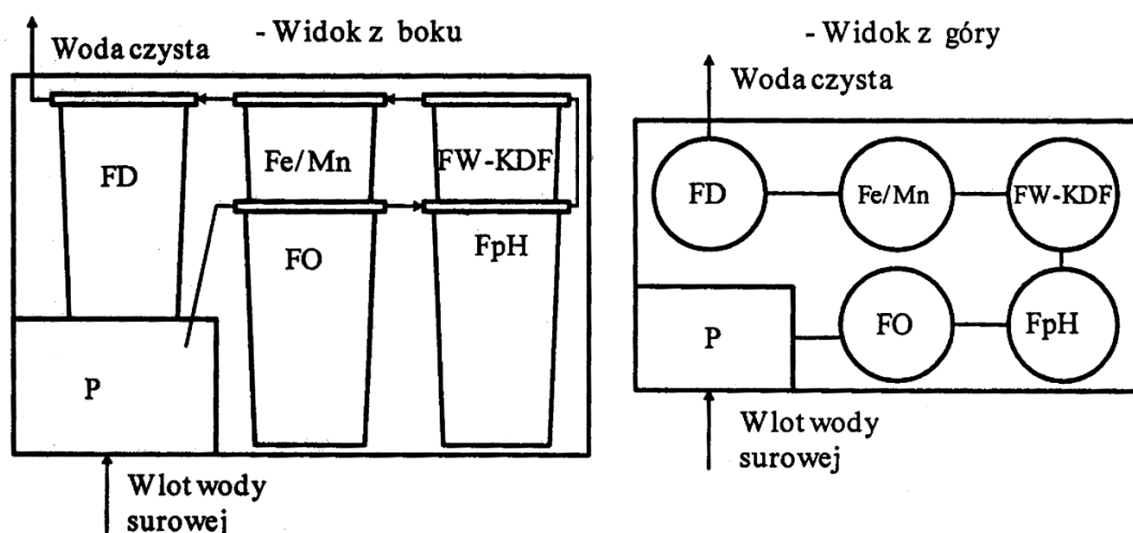 - Widok z boku
Woda czysta
FD
Fe/Mn
FW-KDF
FO
FpH
P
Wlot wody
surowej
- Widok z góry
Woda czysta
FD
Fe/Mn
FW-KDF
P
FO
FpH
Wlot wody
surowej